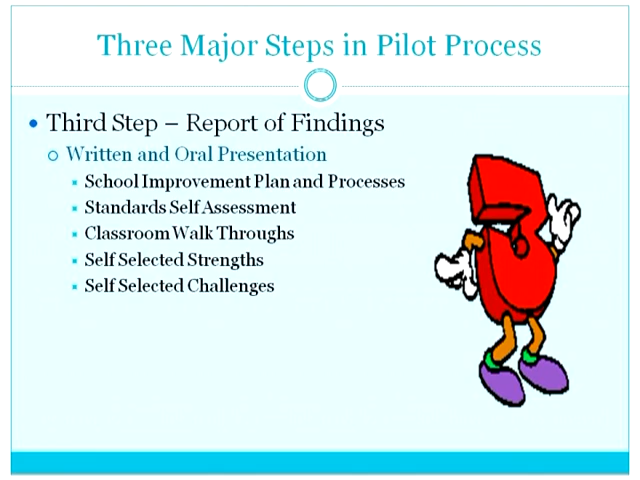 Three Major Steps in Pilot Process
Third Step – Report of Findings
Written and Oral Presentation
School Improvement Plan and Processes
Standards Self Assessment
Classroom Walk Throughs
Self Selected Strengths
Self Selected Challenges